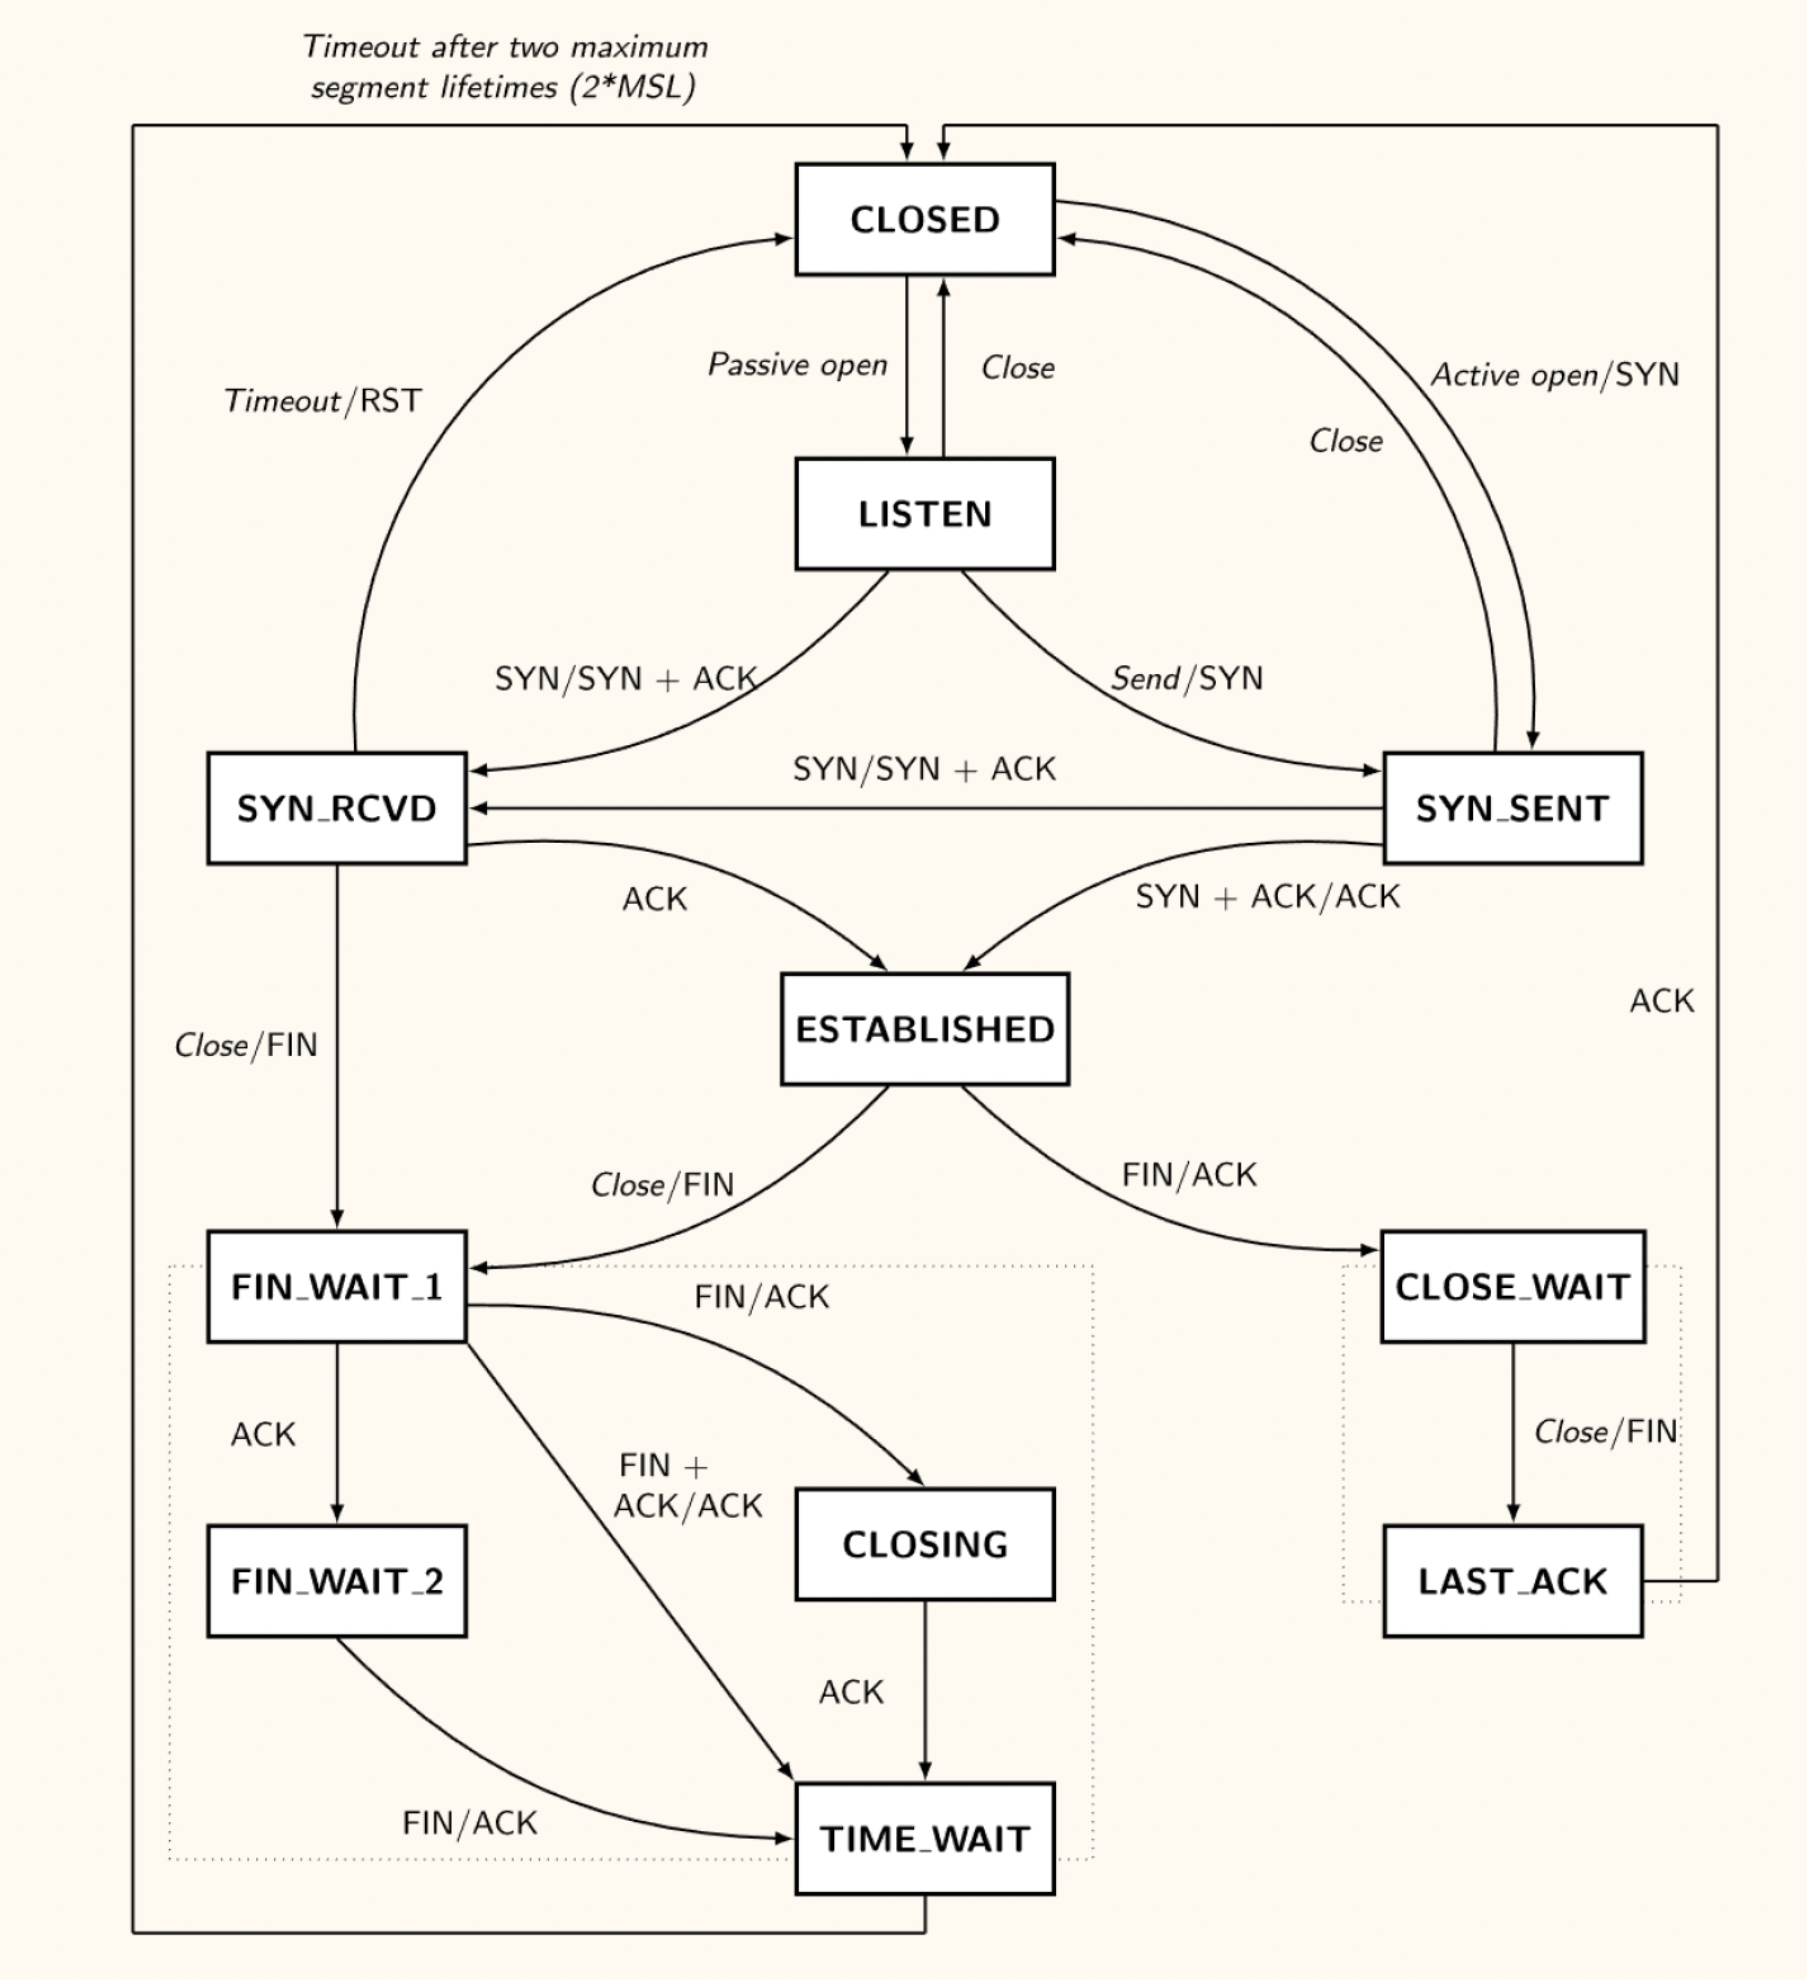 Timeout after two maximum
segment lifetimes (2*MSL)
CLOSED
Passive open
Close
Active open/SYN
Timeout/RST
Close
LISTEN
SYN/SYN + ACK
Send/SYN
SYN/SYN + ACK
SYN_RCVD
SYN_SENT
ACK
SYN + ACK/ACK
ACK
ESTABLISHED
Close/FIN
Close/FIN
FIN/ACK
FIN_WAIT_1
FIN/ACK
CLOSE_WAIT
ACK
FIN +
ACK/ACK
Close/FIN
CLOSING
FIN_WAIT_2
LAST_ACK
ACK
FIN/ACK
TIME_WAIT